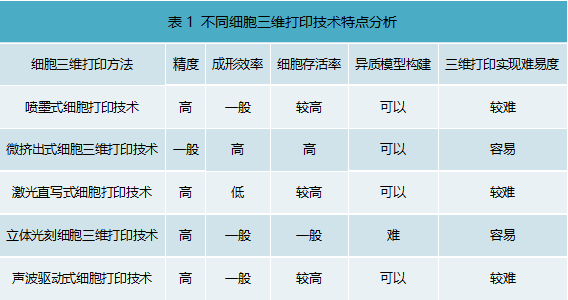 表 1 不同细胞三维打印技术特点分析
细胞三维打印方法 精度 成形效率 细胞存活率 异质模型构建 三维打印实现难易度
喷墨式细胞打印技术 高 一般 较高 可以 较难
微挤出式细胞三维打印技术 一般 高 高 可以 容易
激光直写式细胞打印技术 高 低 较高 可以 较难
立体光刻细胞三维打印技术 高 一般 一般 难 容易
声波驱动式细胞打印技术 高 一般 较高 可以 较难